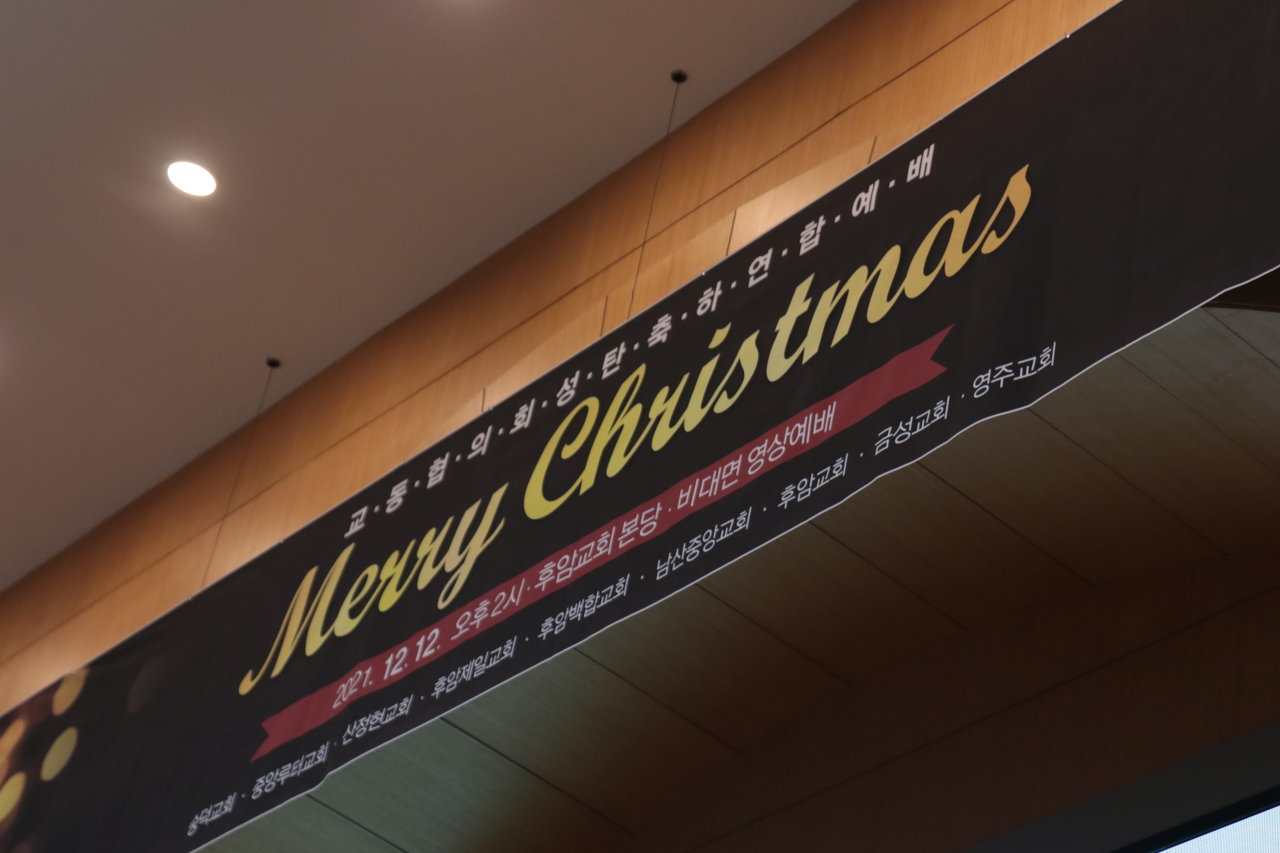 교·동·협·의·회·성·탄·축·하·연·합·예·배
Merry Christmas
2021. 12. 12. 오후 2시·후암교회 본당·비대면 영상예배
숭덕교회 · 중앙루터교회 · 산정현교회 · 후암제일교회 · 후암백합교회 · 남산중앙교회 · 후암교회 · 금성교회 · 영주교회